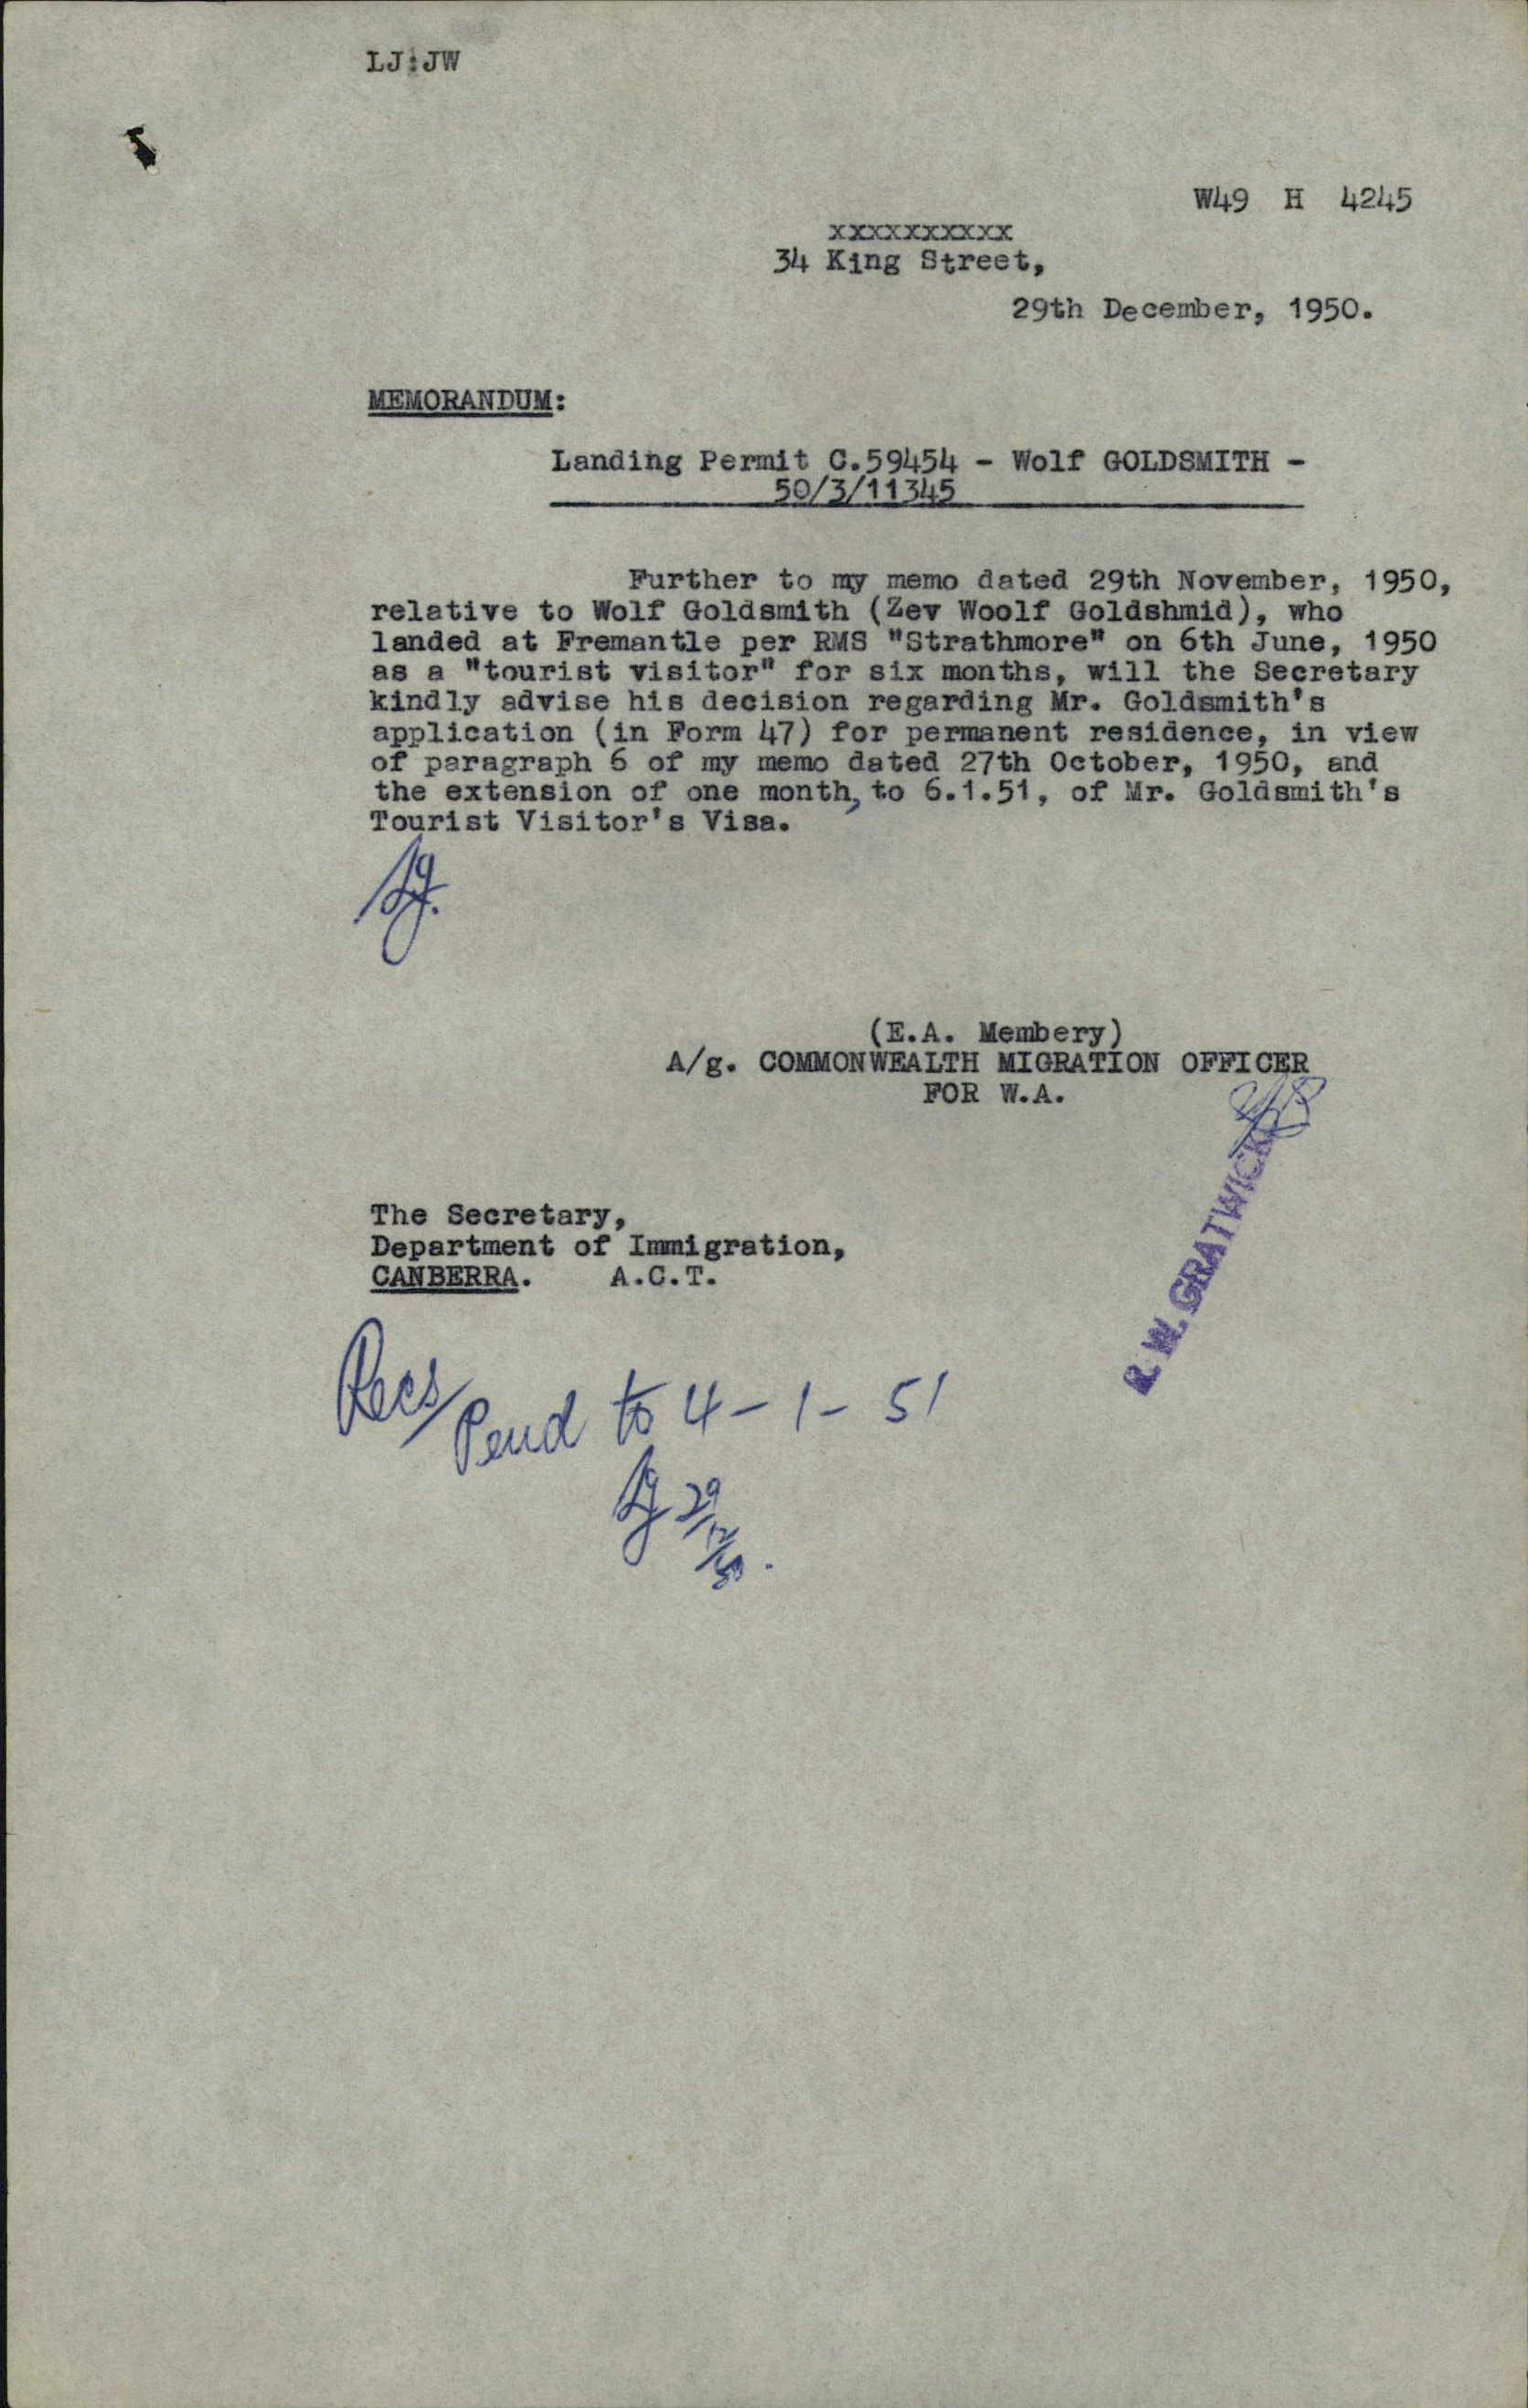 LJ:JW
W49 H 4245
xxxxxxxxxx
34 King Street,
29th December, 1950.
MEMORANDUM:
Landing Permit C.59454 - Wolf GOLDSMITH -
50/3/11345
Further to my memo dated 29th November, 1950,
relative to Wolf Goldsmith (Zev Woolf Goldshmid), who
landed at Fremantle per RMS "Strathmore" on 6th June, 1950
as a "tourist visitor" for six months, will the Secretary
kindly advise his decision regarding Mr. Goldsmith's
application (in Form 47) for permanent residence, in view
of paragraph 6 of my memo dated 27th October, 1950, and
the extension of one month, to 6.1.51, of Mr. Goldsmith's
Tourist Visitor's Visa.
(E.A. Membery)
A/g. COMMONWEALTH MIGRATION OFFICER
FOR W.A.
R. W. GRATWICK
The Secretary,
Department of Immigration,
CANBERRA. A.C.T.
Recs/
Pend to 4-1-51
29/12/50.